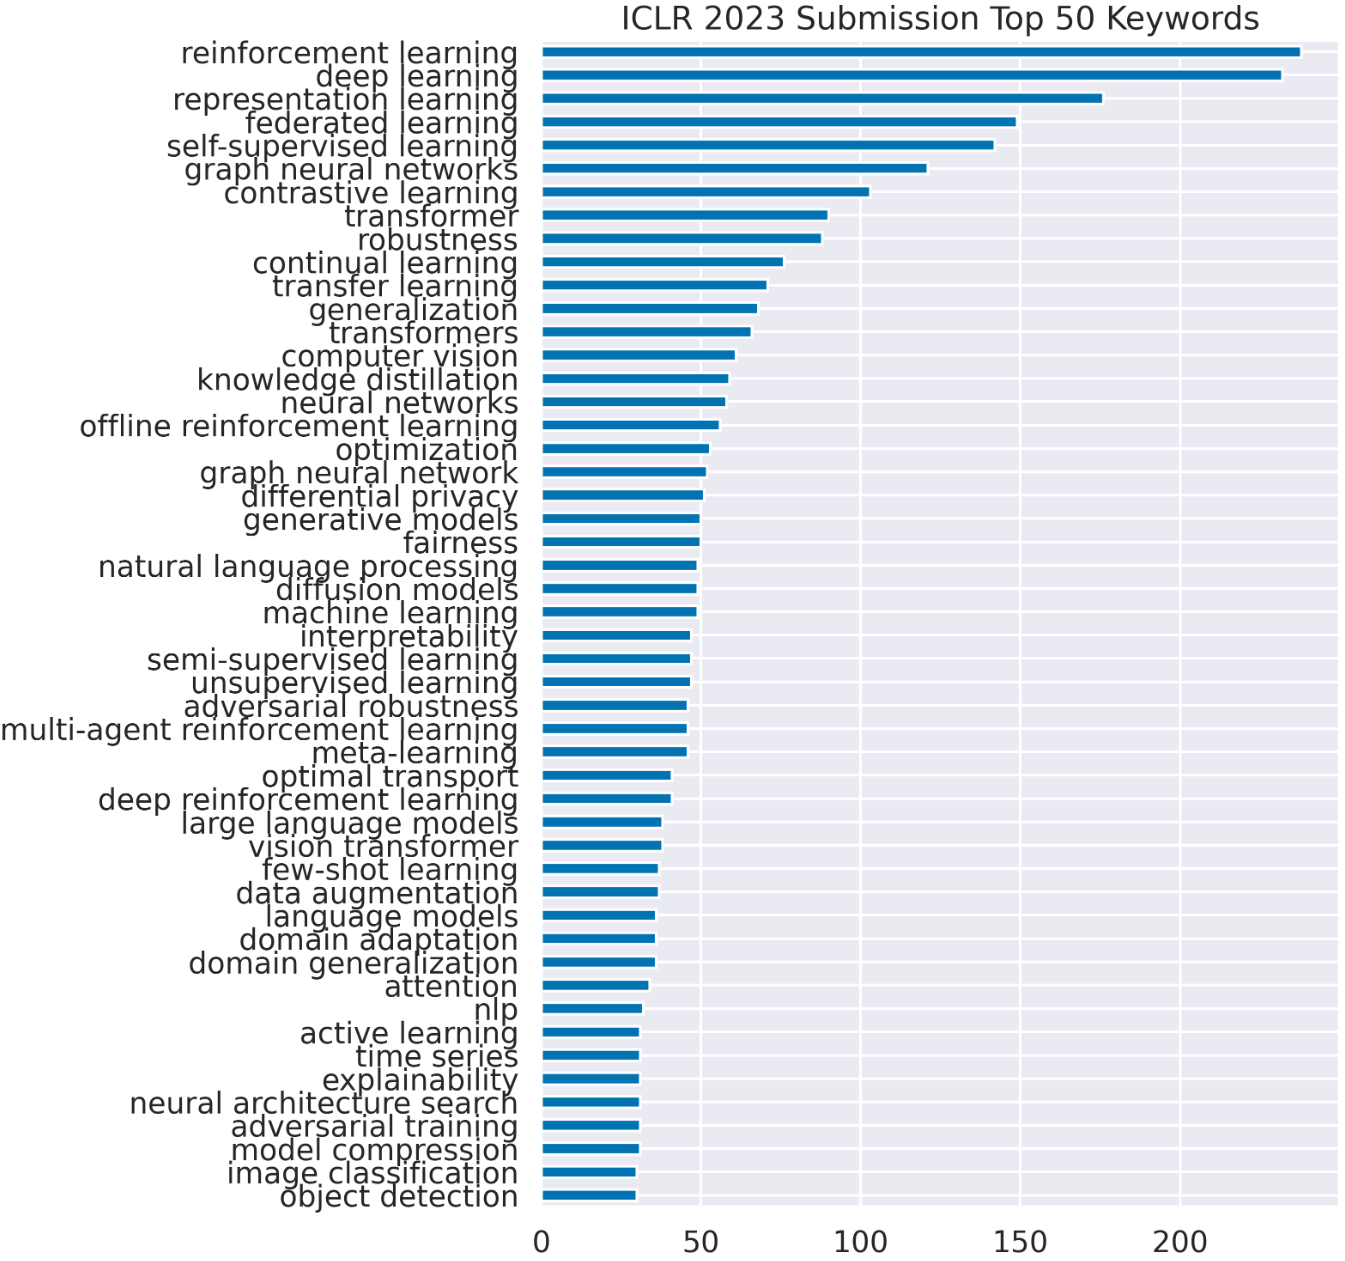 ICLR 2023 Submission Top 50 Keywords
reinforcement learning
deep learning
representation learning
federated learning
self-supervised learning
graph neural networks
contrastive learning
transformer
robustness
continual learning
transfer learning
generalization
transformers
computer vision
knowledge distillation
neural networks
offline reinforcement learning
optimization
graph neural network
differential privacy
generative models
fairness
natural language processing
diffusion models
machine learning
interpretability
semi-supervised learning
unsupervised learning
adversarial robustness
multi-agent reinforcement learning
meta-learning
optimal transport
deep reinforcement learning
large language models
vision transformer
few-shot learning
data augmentation
language models
domain adaptation
domain generalization
attention
nlp
active learning
time series
explainability
neural architecture search
adversarial training
model compression
image classification
object detection
0 50 100 150 200